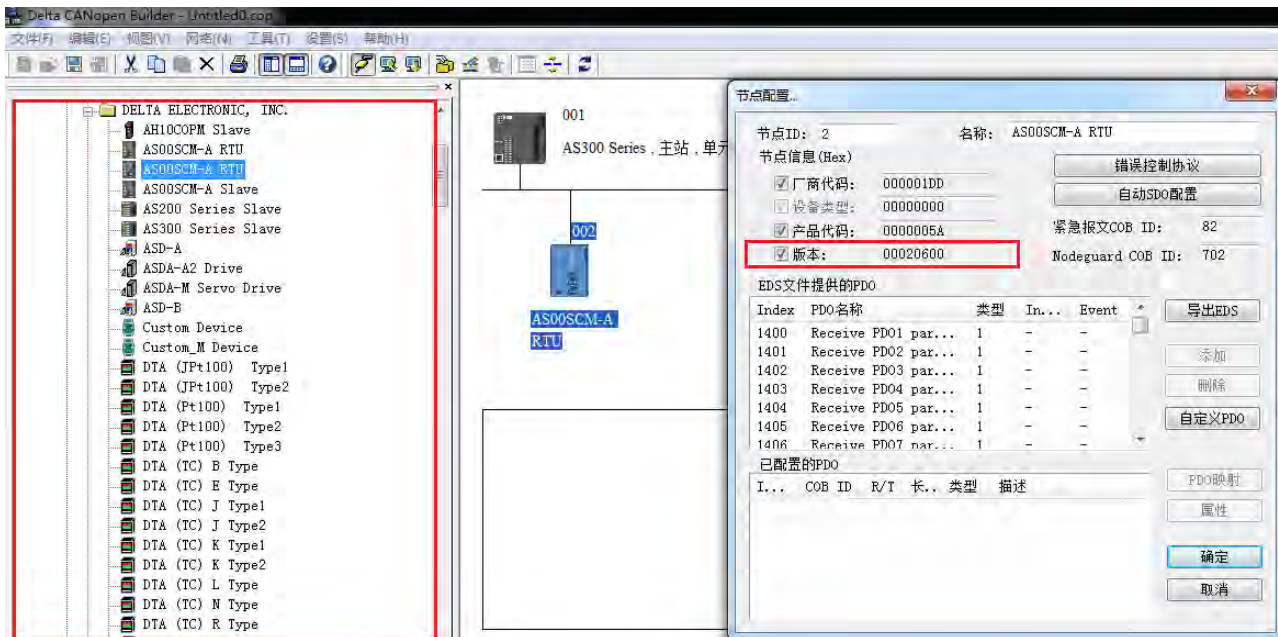 Delta CANopen Builder - Untitled0.cop
文件(F) 编辑(E) 视图(V) 网络(N) 工具(T) 设置(S) 帮助(H)
DELTA ELECTRONIC, INC.
AH10COPM Slave
AS00SCM-A RTU
AS00SCM-A RTU
AS00SCM-A Slave
AS200 Series Slave
AS300 Series Slave
ASD-A
ASDA-A2 Drive
ASDA-M Servo Drive
ASD-B
Custom Device
Custom_M Device
DTA (JPt100) Type1
DTA (JPt100) Type2
DTA (Pt100) Type1
DTA (Pt100) Type2
DTA (Pt100) Type3
DTA (TC) B Type
DTA (TC) E Type
DTA (TC) J Type1
DTA (TC) J Type2
DTA (TC) K Type1
DTA (TC) K Type2
DTA (TC) L Type
DTA (TC) N Type
DTA (TC) R Type
001
AS300 Series , 主站 , 单元
002
AS00SCM-A
RTU
节点配置...
节点ID: 2 名称: AS00SCM-A RTU
节点信息(Hex)
厂商代码: 000001DD
设备类型: 00000000
产品代码: 0000005A
版本: 00020600
错误控制协议
自动SDO配置
紧急报文COB ID: 82
Nodeguard COB ID: 702
EDS文件提供的PDO
Index PDO名称 类型 In... Event
1400 Receive PDO1 par... 1 - -
1401 Receive PDO2 par... 1 - -
1402 Receive PDO3 par... 1 - -
1403 Receive PDO4 par... 1 - -
1404 Receive PDO5 par... 1 - -
1405 Receive PDO6 par... 1 - -
1406 Receive PDO7 par... 1 - -
导出EDS
添加
删除
自定义PDO
已配置的PDO
I... COB ID R/T 长.. 类型 描述
PDO映射
属性
确定
取消